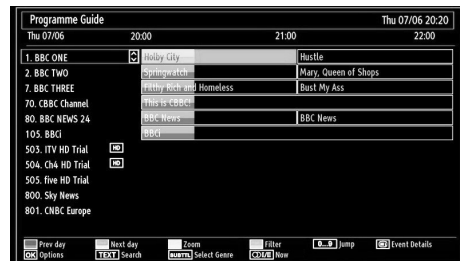 Programme Guide Thu 07/06 20:20
Thu 07/06 20:00 21:00 22:00
1. BBC ONE Holby City Hustle
2. BBC TWO Springwatch Mary, Queen of Shops
7. BBC THREE Filthy Rich and Homeless Bust My Ass
70. CBBC Channel This is CBBC!
80. BBC NEWS 24 BBC News BBC News
105. BBCi BBCi
503. ITV HD Trial HD
504. Ch4 HD Trial HD
505. five HD Trial
800. Sky News
801. CNBC Europe
Prev day Next day Zoom Filter 0...9 Jump Event Details
OK Options TEXT Search SUBTTL Select Genre Now